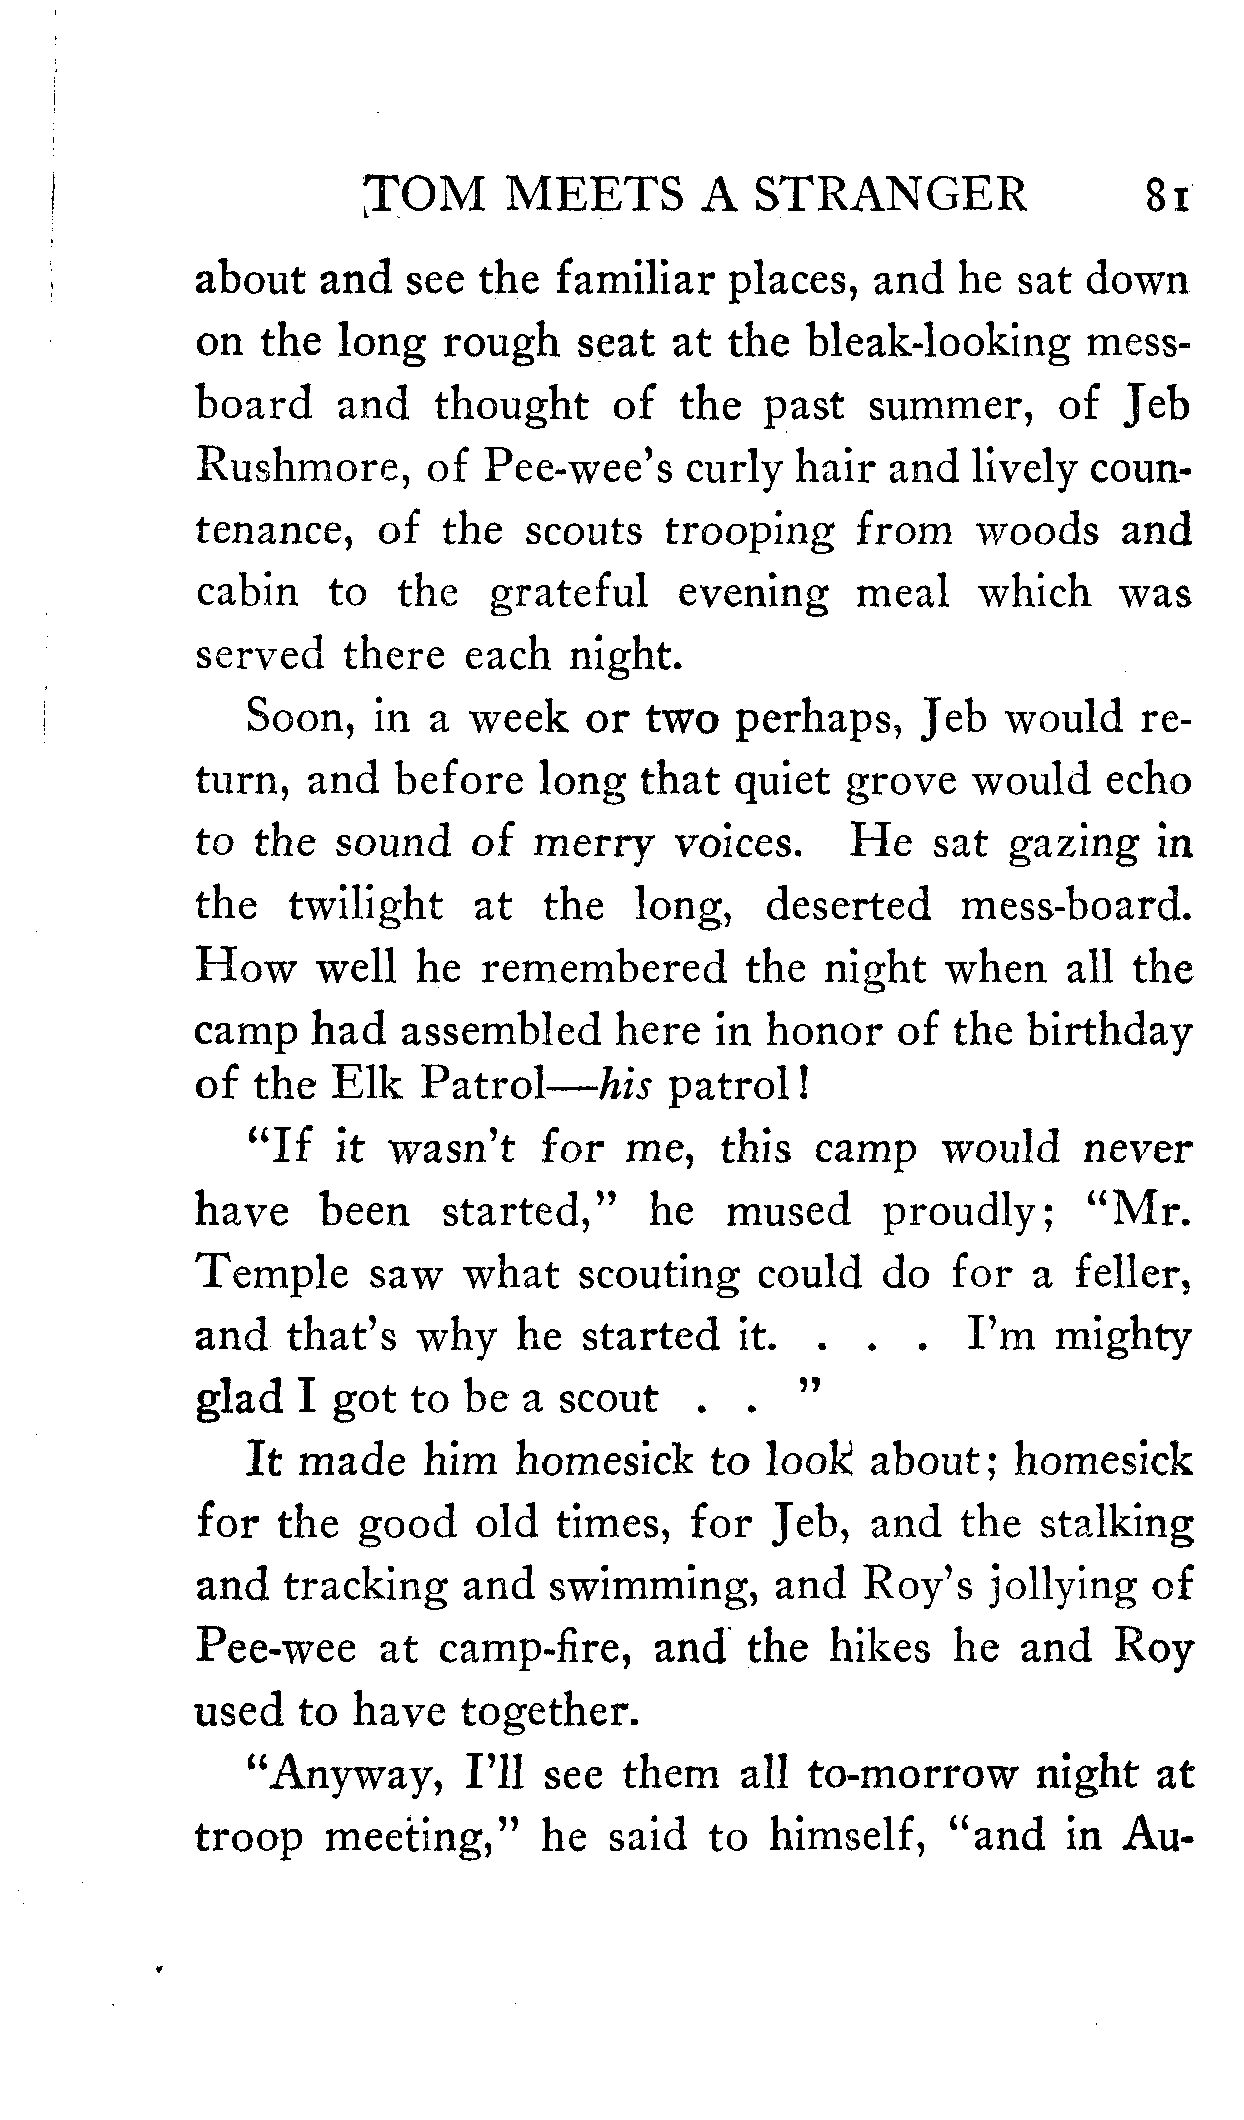 TOM MEETS A STRANGER 81
about and see the familiar places, and he sat down
on the long rough seat at the bleak-looking mess-
board and thought of the past summer, of Jeb
Rushmore, of Pee-wee's curly hair and lively coun-
tenance, of the scouts trooping from woods and
cabin to the grateful evening meal which was
served there each night.
Soon, in a week or two perhaps, Jeb would re-
turn, and before long that quiet grove would echo
to the sound of merry voices. He sat gazing in
the twilight at the long, deserted mess-board.
How well he remembered the night when all the
camp had assembled here in honor of the birthday
of the Elk Patrol—his patrol!
“If it wasn't for me, this camp would never
have been started,” he mused proudly; “Mr.
Temple saw what scouting could do for a feller,
and that's why he started it. . . . I'm mighty
glad I got to be a scout . . ”
It made him homesick to look about; homesick
for the good old times, for Jeb, and the stalking
and tracking and swimming, and Roy's jollying of
Pee-wee at camp-fire, and the hikes he and Roy
used to have together.
“Anyway, I'll see them all to-morrow night at
troop meeting,” he said to himself, “and in Au-